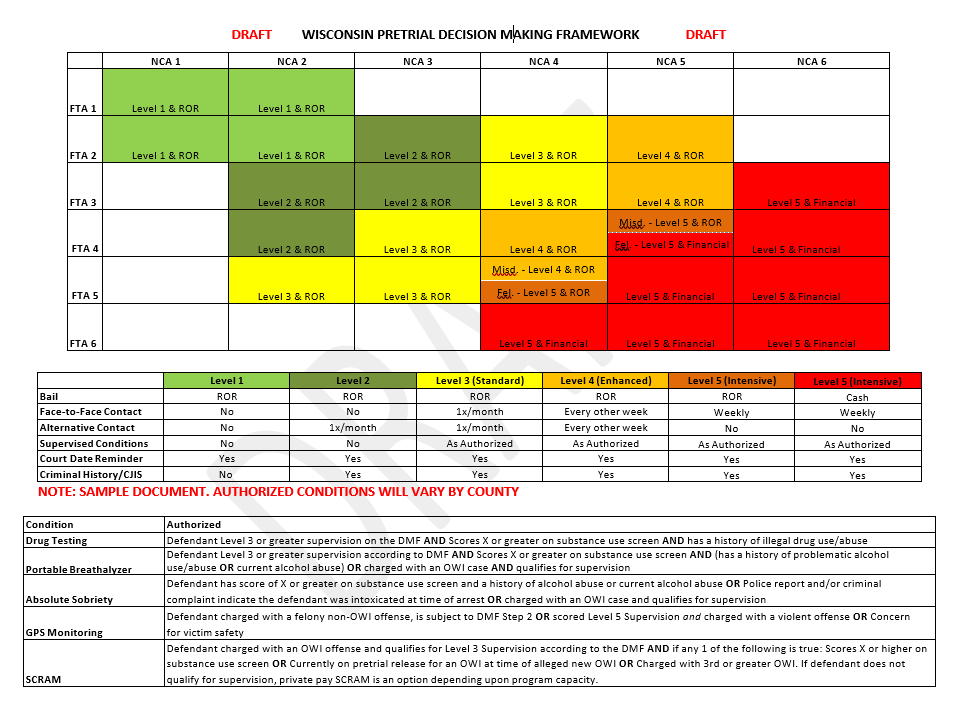 DRAFT WISCONSIN PRETRIAL DECISION MAKING FRAMEWORK DRAFT
NCA 1 NCA 2 NCA 3 NCA 4 NCA 5 NCA 6
FTA 1 Level 1 & ROR Level 1 & ROR
FTA 2 Level 1 & ROR Level 1 & ROR Level 2 & ROR Level 3 & ROR Level 4 & ROR
FTA 3 Level 2 & ROR Level 2 & ROR Level 3 & ROR Level 4 & ROR Level 5 & Financial
Misd. - Level 5 & ROR
FTA 4 Level 2 & ROR Level 3 & ROR Level 4 & ROR Fel. - Level 5 & Financial Level 5 & Financial
Misd. - Level 4 & ROR
FTA 5 Level 3 & ROR Level 3 & ROR Fel. - Level 5 & ROR Level 5 & Financial Level 5 & Financial
FTA 6 Level 5 & Financial Level 5 & Financial Level 5 & Financial
Level 1 Level 2 Level 3 (Standard) Level 4 (Enhanced) Level 5 (Intensive) Level 5 (Intensive)
Bail ROR ROR ROR ROR ROR Cash
Face-to-Face Contact No No 1x/month Every other week Weekly Weekly
Alternative Contact No 1x/month 1x/month Every other week No No
Supervised Conditions No No As Authorized As Authorized As Authorized As Authorized
Court Date Reminder Yes Yes Yes Yes Yes Yes
Criminal History/CJIS No Yes Yes Yes Yes Yes
NOTE: SAMPLE DOCUMENT. AUTHORIZED CONDITIONS WILL VARY BY COUNTY
Condition Authorized
Drug Testing Defendant Level 3 or greater supervision on the DMF AND Scores X or greater on substance use screen AND has a history of illegal drug use/abuse
Defendant Level 3 or greater supervision according to DMF AND Scores X or greater on substance use screen AND (has a history of problematic alcohol
Portable Breathalyzer use/abuse OR current alcohol abuse) OR charged with an OWI case AND qualifies for supervision
Defendant has score of X or greater on substance use screen and a history of alcohol abuse or current alcohol abuse OR Police report and/or criminal
Absolute Sobriety complaint indicate the defendant was intoxicated at time of arrest OR charged with an OWI case and qualifies for supervision
Defendant charged with a felony non-OWI offense, is subject to DMF Step 2 OR scored Level 5 Supervision and charged with a violent offense OR Concern
GPS Monitoring for victim safety
Defendant charged with an OWI offense and qualifies for Level 3 Supervision according to the DMF AND if any 1 of the following is true: Scores X or higher on
substance use screen OR Currently on pretrial release for an OWI at time of alleged new OWI OR Charged with 3rd or greater OWI. If defendant does not
SCRAM qualify for supervision, private pay SCRAM is an option depending upon program capacity.
DRAFT